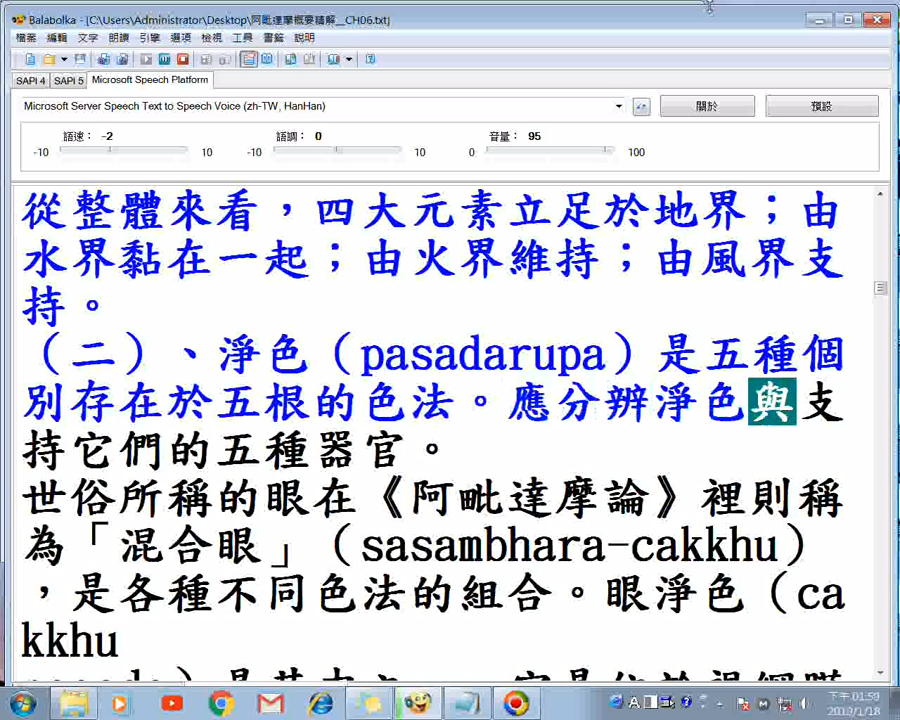 Balabolka - [C:\Users\Administrator\Desktop\阿毗達摩概要精解__CH06.txt]
檔案 編輯 文字 朗讀 引擎 選項 檢視 工具 書籤 說明
SAPI 4 SAPI 5 Microsoft Speech Platform
Microsoft Server Speech Text to Speech Voice (zh-TW, HanHan) 關於 預設
語速： -2 語調： 0 音量： 95
-10 10 -10 10 0 100
從整體來看，四大元素立足於地界；由
水界黏在一起；由火界維持；由風界支
持。
（二）、淨色（pasadarupa）是五種個
別存在於五根的色法。應分辨淨色與支
持它們的五種器官。
世俗所稱的眼在《阿毗達摩論》裡則稱
為「混合眼」（sasambhara-cakkhu）
，是各種不同色法的組合。眼淨色（ca
kkhu
下午 01:59
2019/1/18